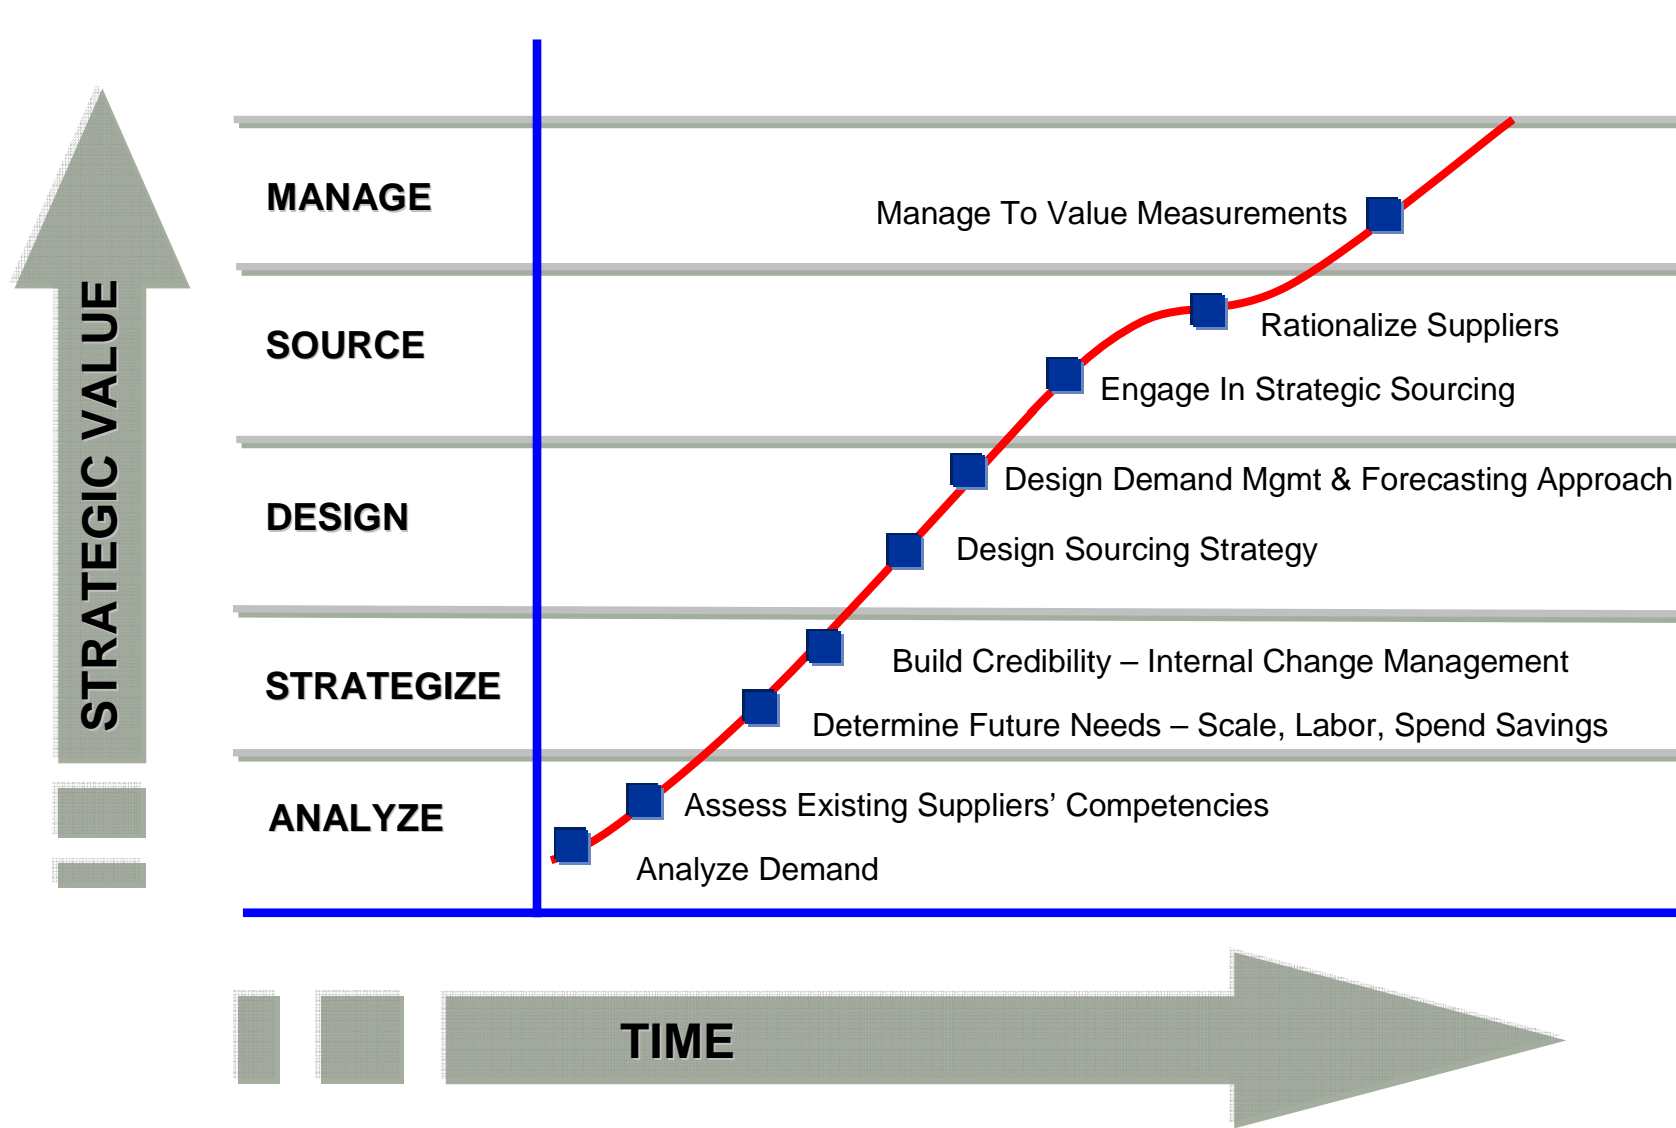 STRATEGIC VALUE
MANAGE
Manage To Value Measurements
SOURCE
Rationalize Suppliers
Engage In Strategic Sourcing
DESIGN
Design Demand Mgmt & Forecasting Approach
Design Sourcing Strategy
STRATEGIZE
Build Credibility – Internal Change Management
Determine Future Needs – Scale, Labor, Spend Savings
ANALYZE
Assess Existing Suppliers’ Competencies
Analyze Demand
TIME